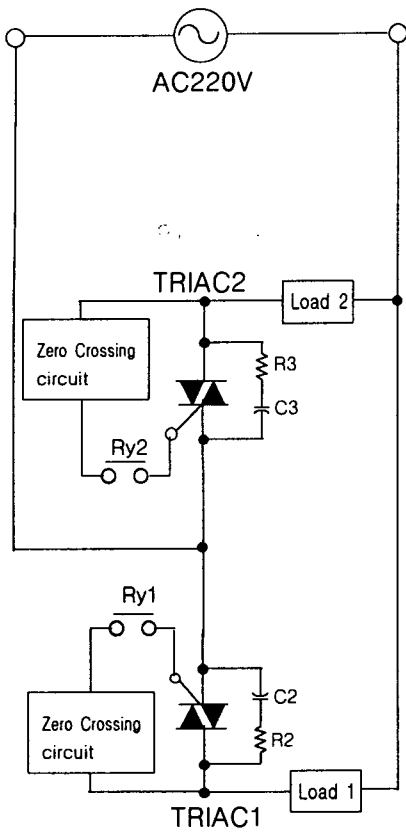 AC220V
TRIAC2
Load 2
Zero Crossing
circuit
R3
C3
Ry2
Ry1
C2
Zero Crossing
circuit
R2
Load 1
TRIAC1